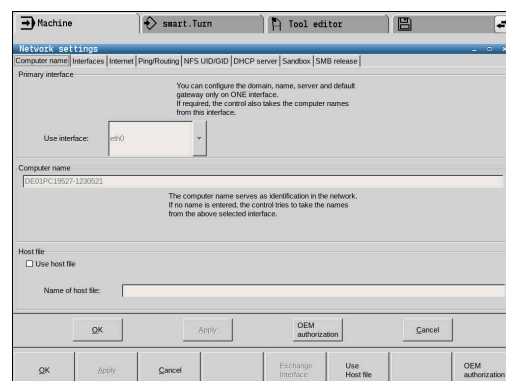 Machine
smart.Turn
Tool editor
Network settings
Computer name Interfaces Internet Ping/Routing NFS UID/GID DHCP server Sandbox SMB release
Primary interface
You can configure the domain, name, server and default
gateway only on ONE interface.
If required, the control also takes the computer names
from this interface.
Use interface:
eth0
Computer name
DE01PC19527-1230521
The computer name serves as identification in the network.
If no name is entered, the control tries to take the names
from the above selected interface.
Host file
Use host file
Name of host file:
OK
Apply
OEM
authorization
Cancel
OK
Apply
Cancel
Exchange
Interface
Use
Host file
OEM
authorization